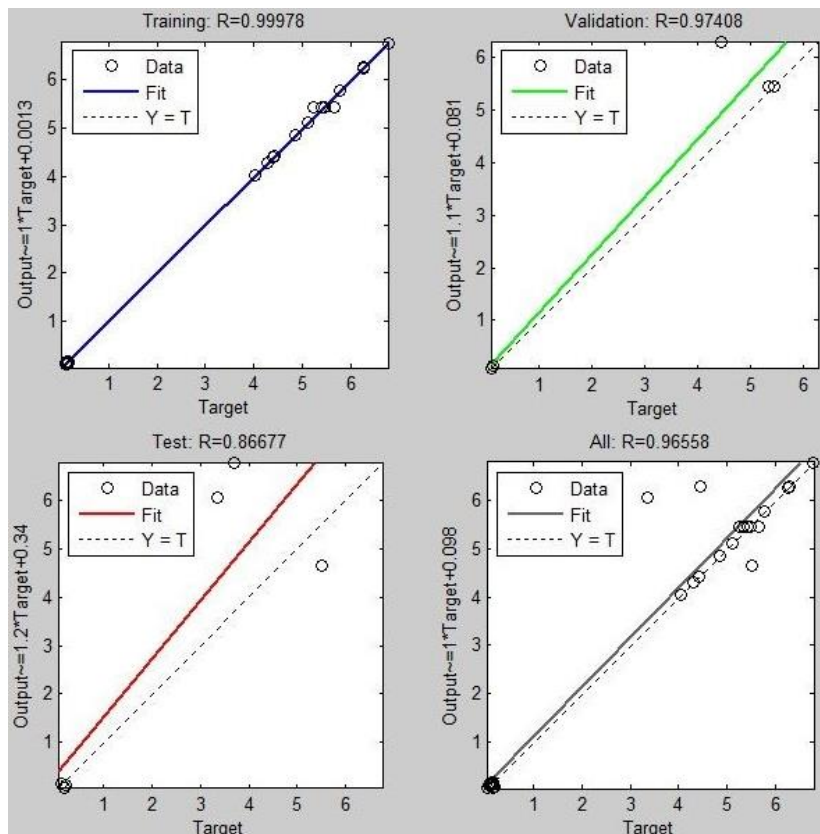 Training: R=0.99978
Output~=1*Target+0.0013
6
5
4
3
2
1
Data
Fit
Y = T
1 2 3 4 5 6
Target
Validation: R=0.97408
Output~=1.1*Target+0.081
6
5
4
3
2
1
Data
Fit
Y = T
1 2 3 4 5 6
Target
Test: R=0.86677
Output~=1.2*Target+0.34
6
5
4
3
2
1
Data
Fit
Y = T
1 2 3 4 5 6
Target
All: R=0.96558
Output~=1*Target+0.098
6
5
4
3
2
1
Data
Fit
Y = T
1 2 3 4 5 6
Target